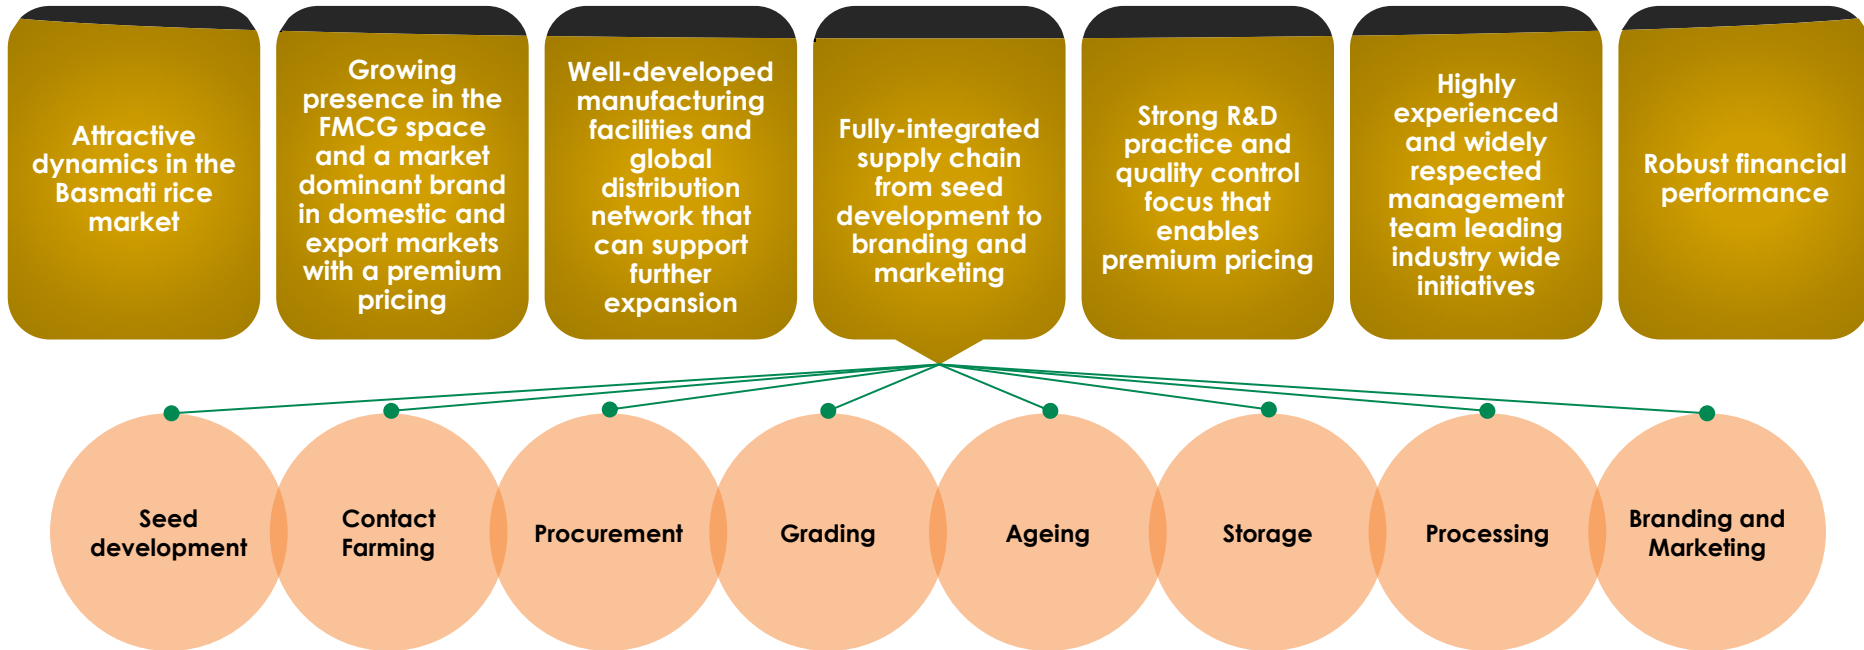 Attractive
dynamics in the
Basmati rice
market
Growing
presence in the
FMCG space
and a market
dominant brand
in domestic and
export markets
with a premium
pricing
Well-developed
manufacturing
facilities and
global
distribution
network that
can support
further
expansion
Fully-integrated
supply chain
from seed
development to
branding and
marketing
Strong R&D
practice and
quality control
focus that
enables
premium pricing
Highly
experienced
and widely
respected
management
team leading
industry wide
initiatives
Robust financial
performance
Seed
development
Contact
Farming
Procurement
Grading
Ageing
Storage
Processing
Branding and
Marketing